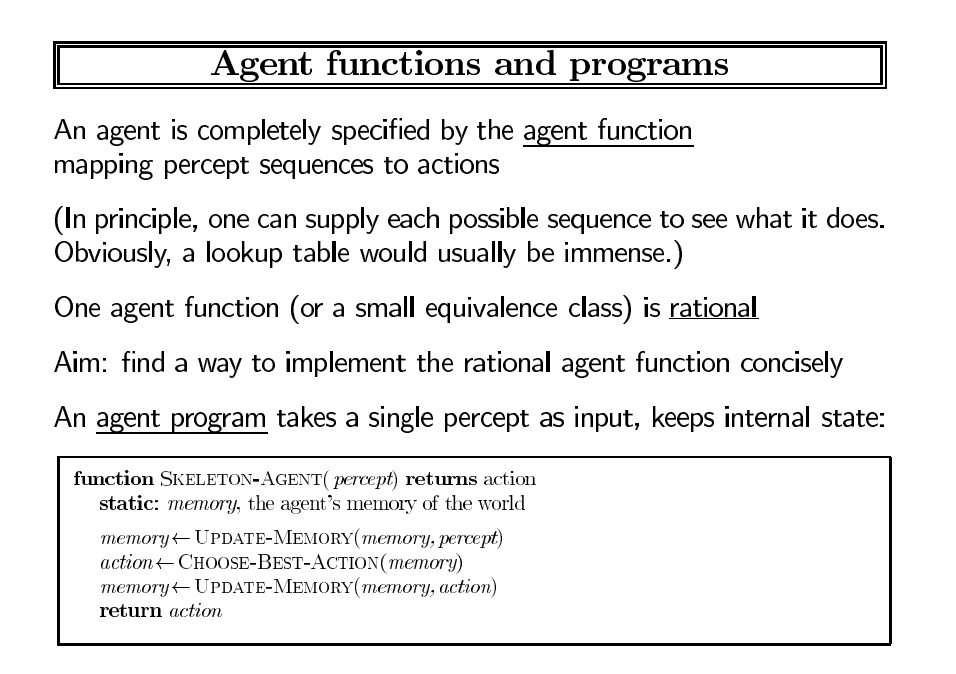 Agent functions and programs
An agent is completely specified by the agent function
mapping percept sequences to actions
(In principle, one can supply each possible sequence to see what it does.
Obviously, a lookup table would usually be immense.)
One agent function (or a small equivalence class) is rational
Aim: find a way to implement the rational agent function concisely
An agent program takes a single percept as input, keeps internal state:
function SKELETON-AGENT( percept) returns action
static: memory, the agent's memory of the world
memory ← UPDATE-MEMORY(memory, percept)
action ← CHOOSE-BEST-ACTION(memory)
memory ← UPDATE-MEMORY(memory, action)
return action